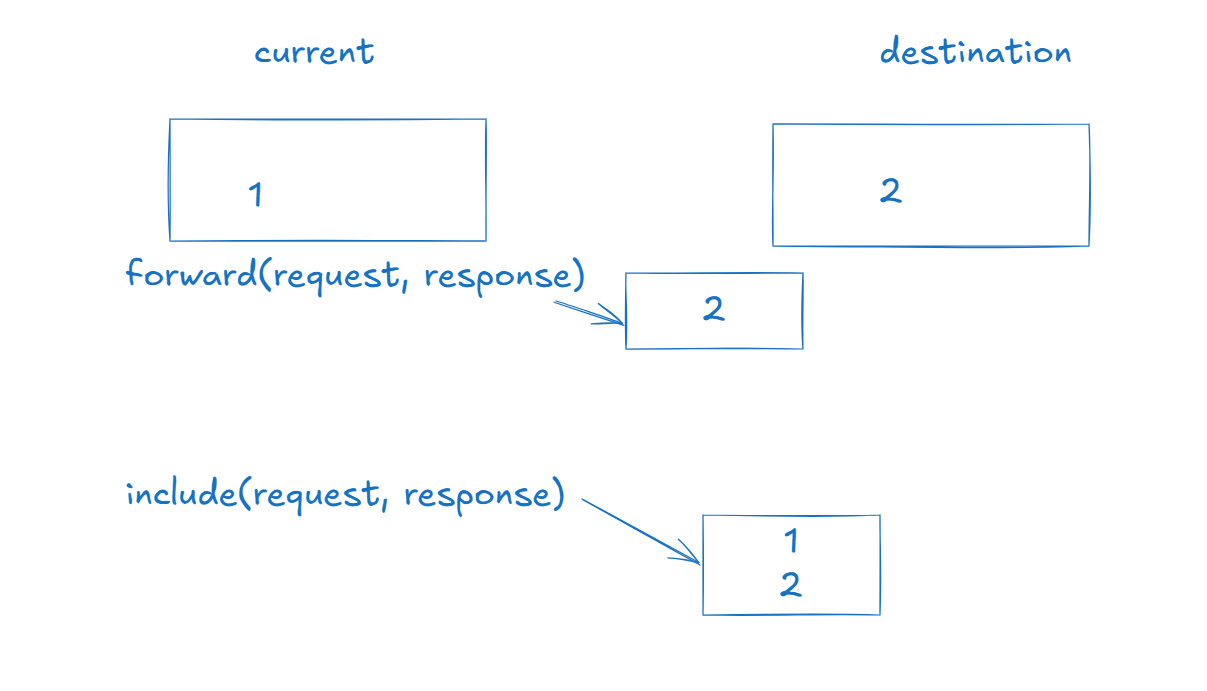 current
destination
1
2
forward(request, response)
2
include(request, response)
1
2